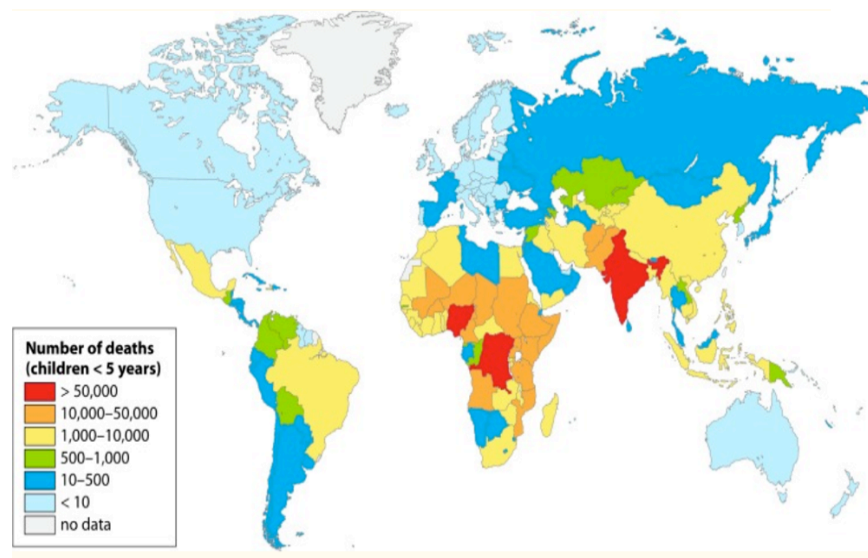 Number of deaths
(children < 5 years)
> 50,000
10,000–50,000
1,000–10,000
500–1,000
10–500
< 10
no data